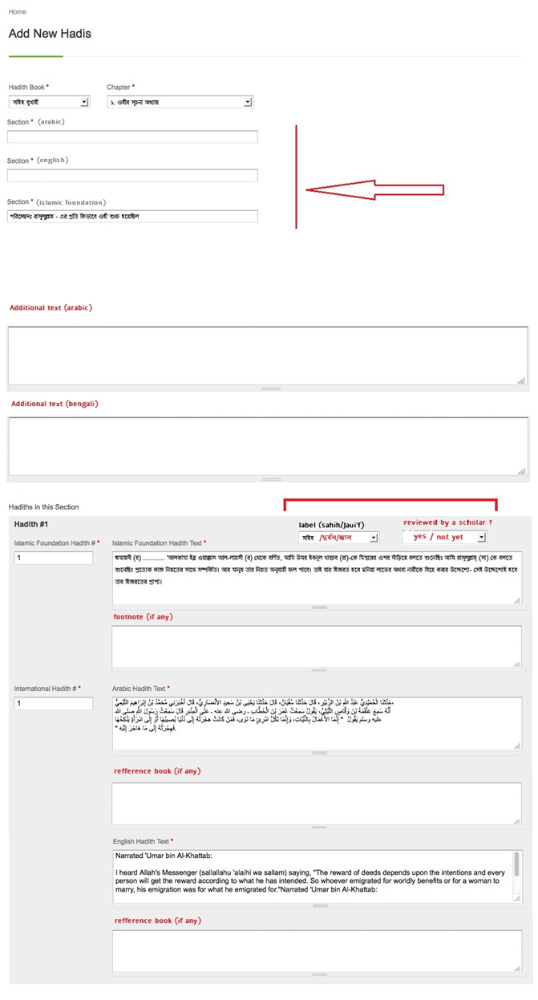 Home
Add New Hadis
Hadith Book * Chapter *
সহিহ বুখারী ১. ওহীর সূচনা অধ্যায়
Section * (arabic)
Section * (english)
Section * (islamic foundation)
পরিচ্ছেদঃ রাসূলুল্লাহ - এর প্রতি কিভাবে ওহী শুরু হয়েছিল
Additional text (arabic)
Additional text (bengali)
Hadiths in this Section
Hadith #1 label (sahih/jaui'f) reviewed by a scholar ?
সহিহ /দুর্বল/জাল yes / not yet
Islamic Foundation Hadith # * Islamic Foundation Hadith Text *
1
হুমায়দী (র) ........... 'আলকামা ইব্ন ওয়াক্কাস আল-লায়সী (র) থেকে বর্ণিত, আমি উমর ইবনুল খাত্তাব (রা)-কে মিম্বরের ওপর দাঁড়িয়ে বলতে শুনেছিঃ আমি রাসূলুল্লাহ্ (সা) কে বলতে
শুনেছিঃ প্রত্যেক কাজ নিয়তের সাথে সম্পর্কিত। আর মানুষ তার নিয়ত অনুযায়ী ফল পাবে। তাই যার হিজরত হবে দুনিয়া লাভের অথবা নারীকে বিয়ে করার উদ্দেশ্যে- সেই উদ্দেশ্যেই হবে
তার হিজরতের প্রাপ্য।
footnote (if any)
International Hadith # * Arabic Hadith Text *
1
حَدَّثَنَا الْحُمَيْدِيُّ عَبْدُ اللَّهِ بْنُ الزُّبَيْرِ، قَالَ حَدَّثَنَا سُفْيَانُ، قَالَ حَدَّثَنَا يَحْيَى بْنُ سَعِيدٍ الأَنْصَارِيُّ، قَالَ أَخْبَرَنِي مُحَمَّدُ بْنُ إِبْرَاهِيمَ التَّيْمِيُّ،
أَنَّهُ سَمِعَ عَلْقَمَةَ بْنَ وَقَّاصٍ اللَّيْثِيَّ، يَقُولُ سَمِعْتُ عُمَرَ بْنَ الْخَطَّابِ ـ رضى الله عنه ـ عَلَى الْمِنْبَرِ قَالَ سَمِعْتُ رَسُولَ اللَّهِ صلى الله
عليه وسلم يَقُولُ " إِنَّمَا الأَعْمَالُ بِالنِّيَّاتِ، وَإِنَّمَا لِكُلِّ امْرِئٍ مَا نَوَى، فَمَنْ كَانَتْ هِجْرَتُهُ إِلَى دُنْيَا يُصِيبُهَا أَوْ إِلَى امْرَأَةٍ يَنْكِحُهَا
فَهِجْرَتُهُ إِلَى مَا هَاجَرَ إِلَيْهِ ".
refference book (if any)
English Hadith Text *
Narrated 'Umar bin Al-Khattab:
I heard Allah's Messenger (sallallahu 'alaihi wa sallam) saying, "The reward of deeds depends upon the intentions and every
person will get the reward according to what he has intended. So whoever emigrated for worldly benefits or for a woman to
marry, his emigration was for what he emigrated for."Narrated 'Umar bin Al-Khattab:
refference book (if any)